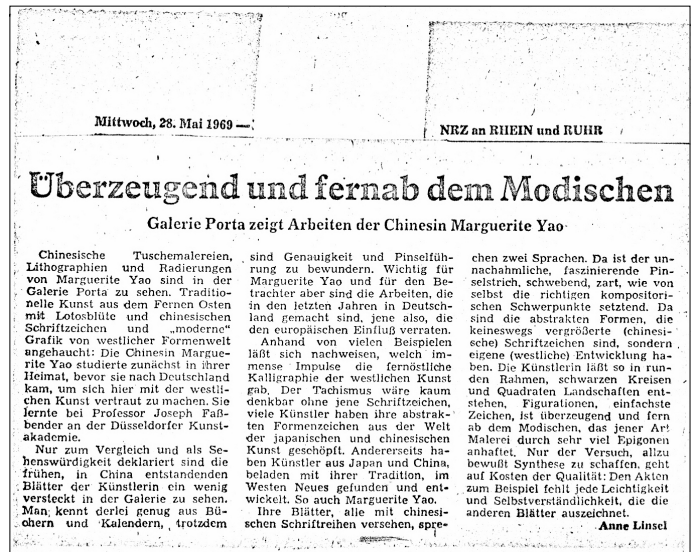 Mittwoch, 28. Mai 1969 —
NRZ an RHEIN und RUHR
Überzeugend und fernab dem Modischen
Galerie Porta zeigt Arbeiten der Chinesin Marguerite Yao
Chinesische Tuschemalereien,
Lithographien und Radierungen
von Marguerite Yao sind in der
Galerie Porta zu sehen. Traditio-
nelle Kunst aus dem Fernen Osten
mit Lotosblüte und chinesischen
Schriftzeichen und „moderne“
Grafik von westlicher Formenwelt
angehaucht: Die Chinesin Margue-
rite Yao studierte zunächst in ihrer
Heimat, bevor sie nach Deutschland
kam, um sich hier mit der westli-
chen Kunst vertraut zu machen. Sie
lernte bei Professor Joseph Faß-
bender an der Düsseldorfer Kunst-
akademie.
Nur zum Vergleich und als Se-
henswürdigkeit deklariert sind die
frühen, in China entstandenden
Blätter der Künstlerin ein wenig
versteckt in der Galerie zu sehen.
Man kennt derlei genug aus Bü-
chern und Kalendern, trotzdem
sind Genauigkeit und Pinselfüh-
rung zu bewundern. Wichtig für
Marguerite Yao und für den Be-
trachter aber sind die Arbeiten, die
in den letzten Jahren in Deutsch-
land gemacht sind, jene also, die
den europäischen Einfluß verraten.
Anhand von vielen Beispielen
läßt sich nachweisen, welch im-
mense Impulse die fernöstliche
Kalligraphie der westlichen Kunst
gab. Der Tachismus wäre kaum
denkbar ohne jene Schriftzeichen,
viele Künstler haben ihre abstrak-
ten Formenzeichen aus der Welt
der japanischen und chinesischen
Kunst geschöpft. Andererseits ha-
ben Künstler aus Japan und China,
beladen mit ihrer Tradition, im
Westen Neues gefunden und ent-
wickelt. So auch Marguerite Yao.
Ihre Blätter, alle mit chinesi-
schen Schriftreihen versehen, spre-
chen zwei Sprachen. Da ist der un-
nachahmliche, faszinierende Pin-
selstrich, schwebend, zart, wie von
selbst die richtigen kompositori-
schen Schwerpunkte setzend. Da
sind die abstrakten Formen, die
keineswegs vergrößerte (chinesi-
sche) Schriftzeichen sind, sondern
eigene (westliche) Entwicklung ha-
ben. Die Künstlerin läßt so in run-
den Rahmen, schwarzen Kreisen
und Quadraten Landschaften ent-
stehen, Figurationen, einfachste
Zeichen, ist überzeugend und fern
ab dem Modischen, das jener Art
Malerei durch sehr viel Epigonen
anhaftet. Nur der Versuch, allzu
bewußt Synthese zu schaffen, geht
auf Kosten der Qualität: Den Akten
zum Beispiel fehlt jede Leichtigkeit
und Selbstverständlichkeit, die die
anderen Blätter auszeichnet.
Anne Linsel